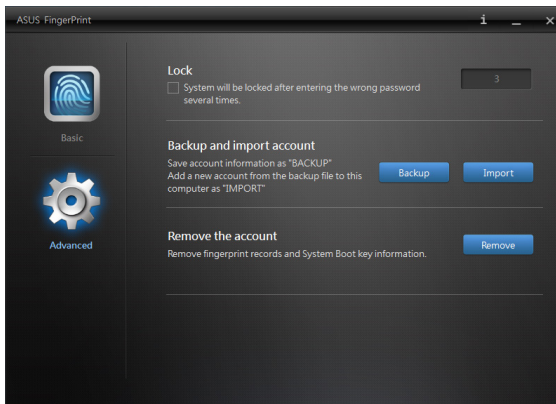 ASUS FingerPrint
i
Basic
Advanced
Lock
System will be locked after entering the wrong password
several times.
3
Backup and import account
Save account information as "BACKUP"
Add a new account from the backup file to this
computer as "IMPORT"
Backup
Import
Remove the account
Remove fingerprint records and System Boot key information.
Remove